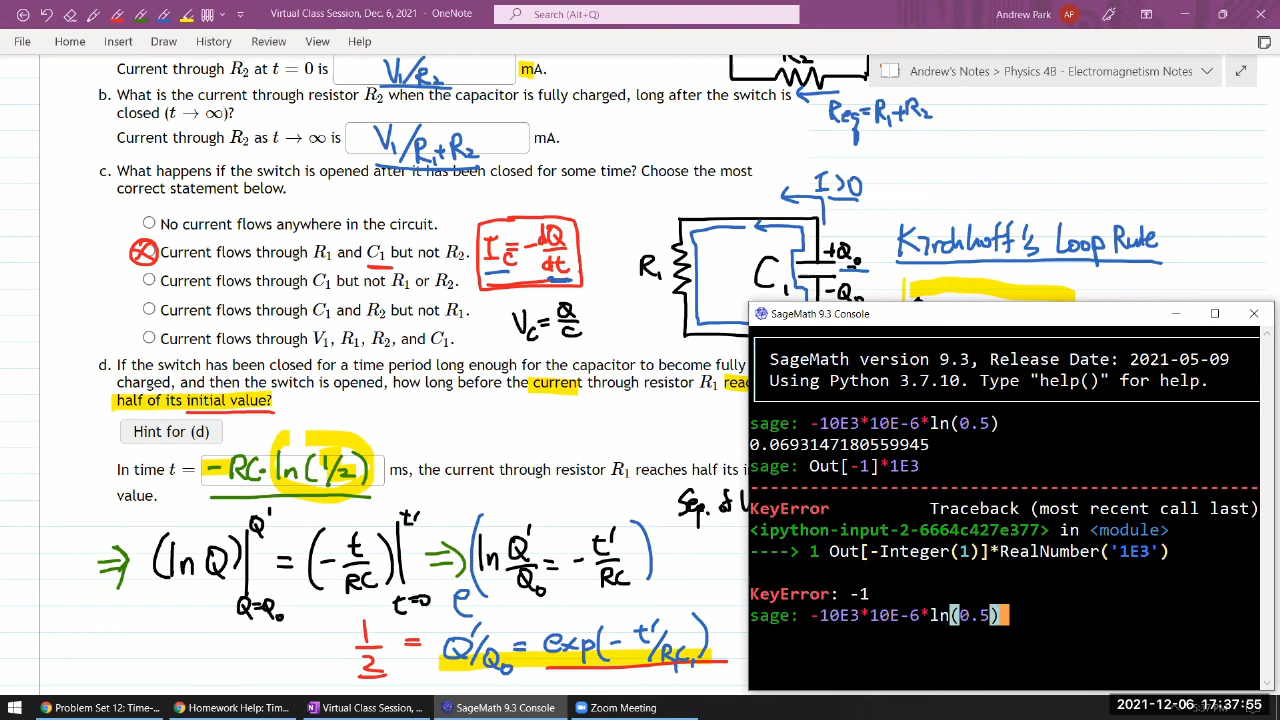 Virtual Class Session, Dec. 6, 2021 - OneNote
Search (Alt+Q)
Andrew Park
AP
File Home Insert Draw History Review View Help
Andrew's Notes > Physics 4B - Electromagnetism Notes
Current through R₂ at t = 0 is V₁/R₂ mA.
R₂
Req = R₁+R₂
b. What is the current through resistor R₂ when the capacitor is fully charged, long after the switch is
closed (t → ∞)?
Current through R₂ as t → ∞ is V₁/R₁+R₂ mA.
c. What happens if the switch is opened after it has been closed for some time? Choose the most
correct statement below.
No current flows anywhere in the circuit.
Current flows through R₁ and C₁ but not R₂.
Current flows through C₁ but not R₁ or R₂.
Current flows through C₁ and R₂ but not R₁.
Current flows through V₁, R₁, R₂, and C₁.
I_C = -dQ/dt
V_C = Q/C
I>0
R₁
C₁
+Q₀
-Q₀
Kirchhoff's Loop Rule
d. If the switch has been closed for a time period long enough for the capacitor to become fully
charged, and then the switch is opened, how long before the current through resistor R₁ reac
half of its initial value?
Hint for (d)
In time t = -RC·ln(1/2) ms, the current through resistor R₁ reaches half its i
value.
Sep. of V
⇒ (ln Q)|Q' Q=Q₀ = (-t/RC)|t' t=0 ⇒ (ln Q'/Q₀ = -t'/RC)
e
1/2 = Q'/Q₀ = exp(-t'/RC₁)
SageMath 9.3 Console
SageMath version 9.3, Release Date: 2021-05-09
Using Python 3.7.10. Type "help()" for help.
sage: -10E3*10E-6*ln(0.5)
0.0693147180559945
sage: Out[-1]*1E3
---------------------------------------------------------------------------
KeyError Traceback (most recent call last)
<ipython-input-2-6664c427e377> in <module>
----> 1 Out[-Integer(1)]*RealNumber('1E3')
KeyError: -1
sage: -10E3*10E-6*ln(0.5)
Problem Set 12: Time-...
Homework Help: Tim...
Virtual Class Session,...
SageMath 9.3 Console
Zoom Meeting
2021-12-06 17:37:55